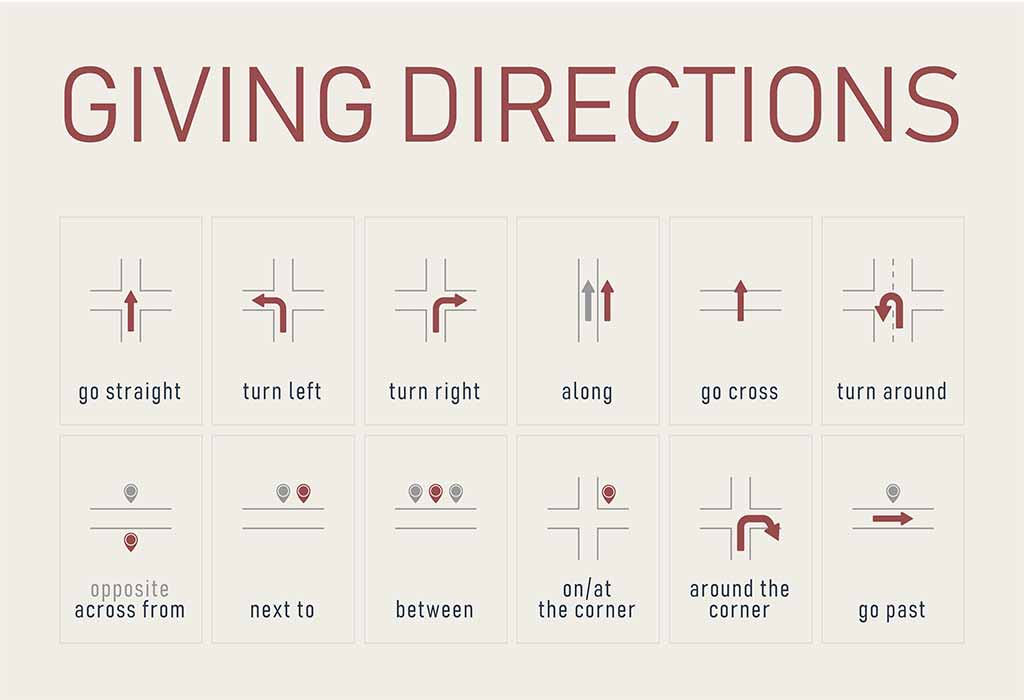 GIVING DIRECTIONS
go straight
turn left
turn right
along
go cross
turn around
opposite
across from
next to
between
on/at
the corner
around the
corner
go past